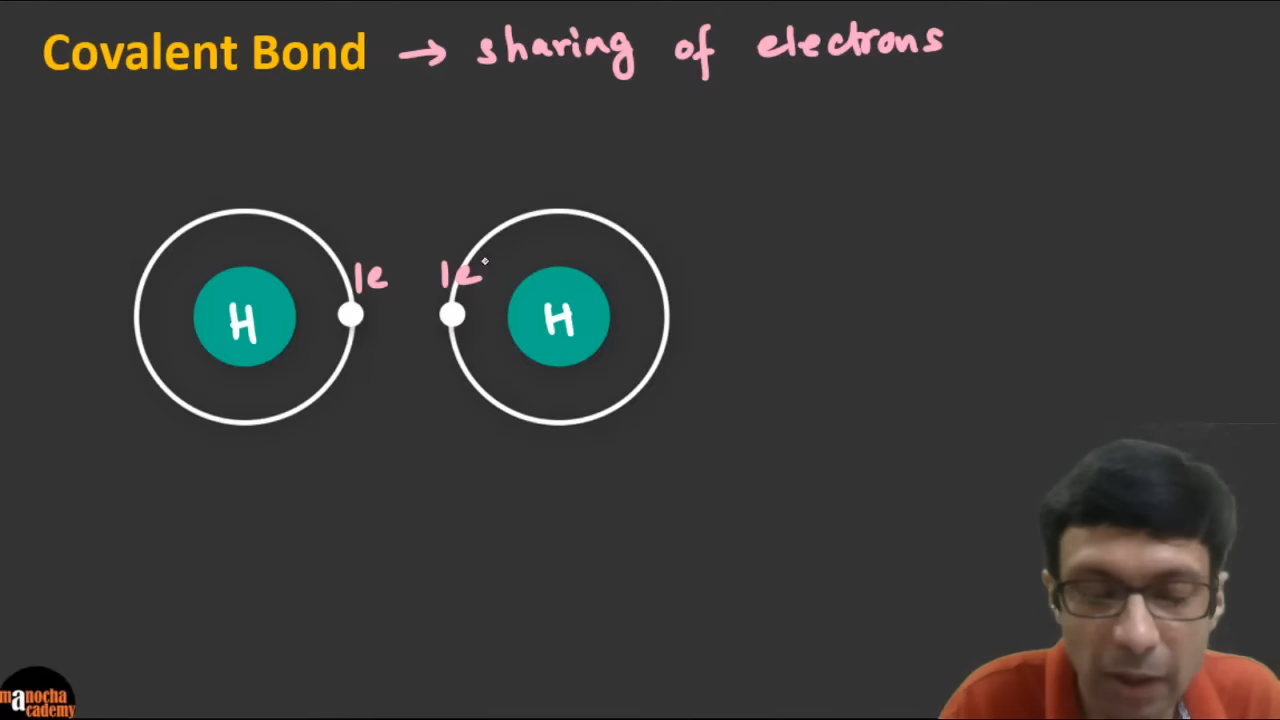 Covalent Bond → sharing of electrons
1e 1e
H H
manocha
academy